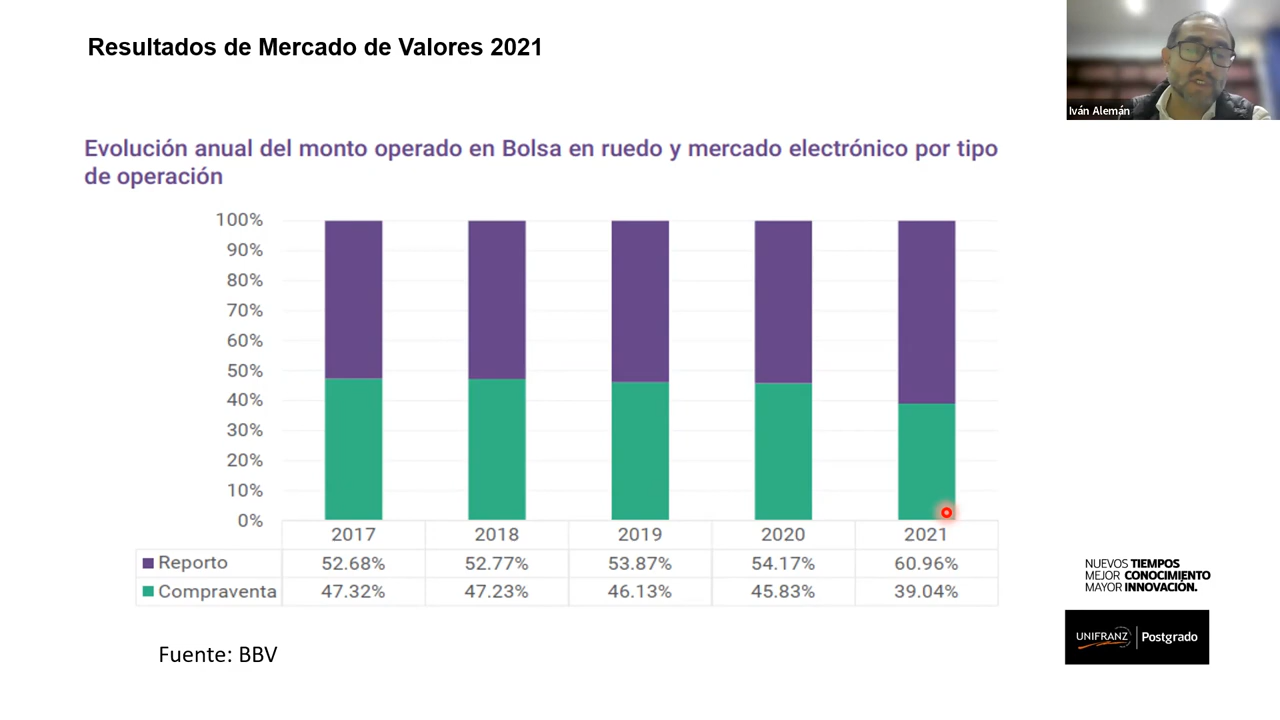 Resultados de Mercado de Valores 2021
Iván Alemán
Evolución anual del monto operado en Bolsa en ruedo y mercado electrónico por tipo
de operación
100%
90%
80%
70%
60%
50%
40%
30%
20%
10%
0%
2017 2018 2019 2020 2021
Reporto 52.68% 52.77% 53.87% 54.17% 60.96%
Compraventa 47.32% 47.23% 46.13% 45.83% 39.04%
Fuente: BBV
NUEVOS TIEMPOS
MEJOR CONOCIMIENTO
MAYOR INNOVACIÓN.
UNIFRANZ Postgrado